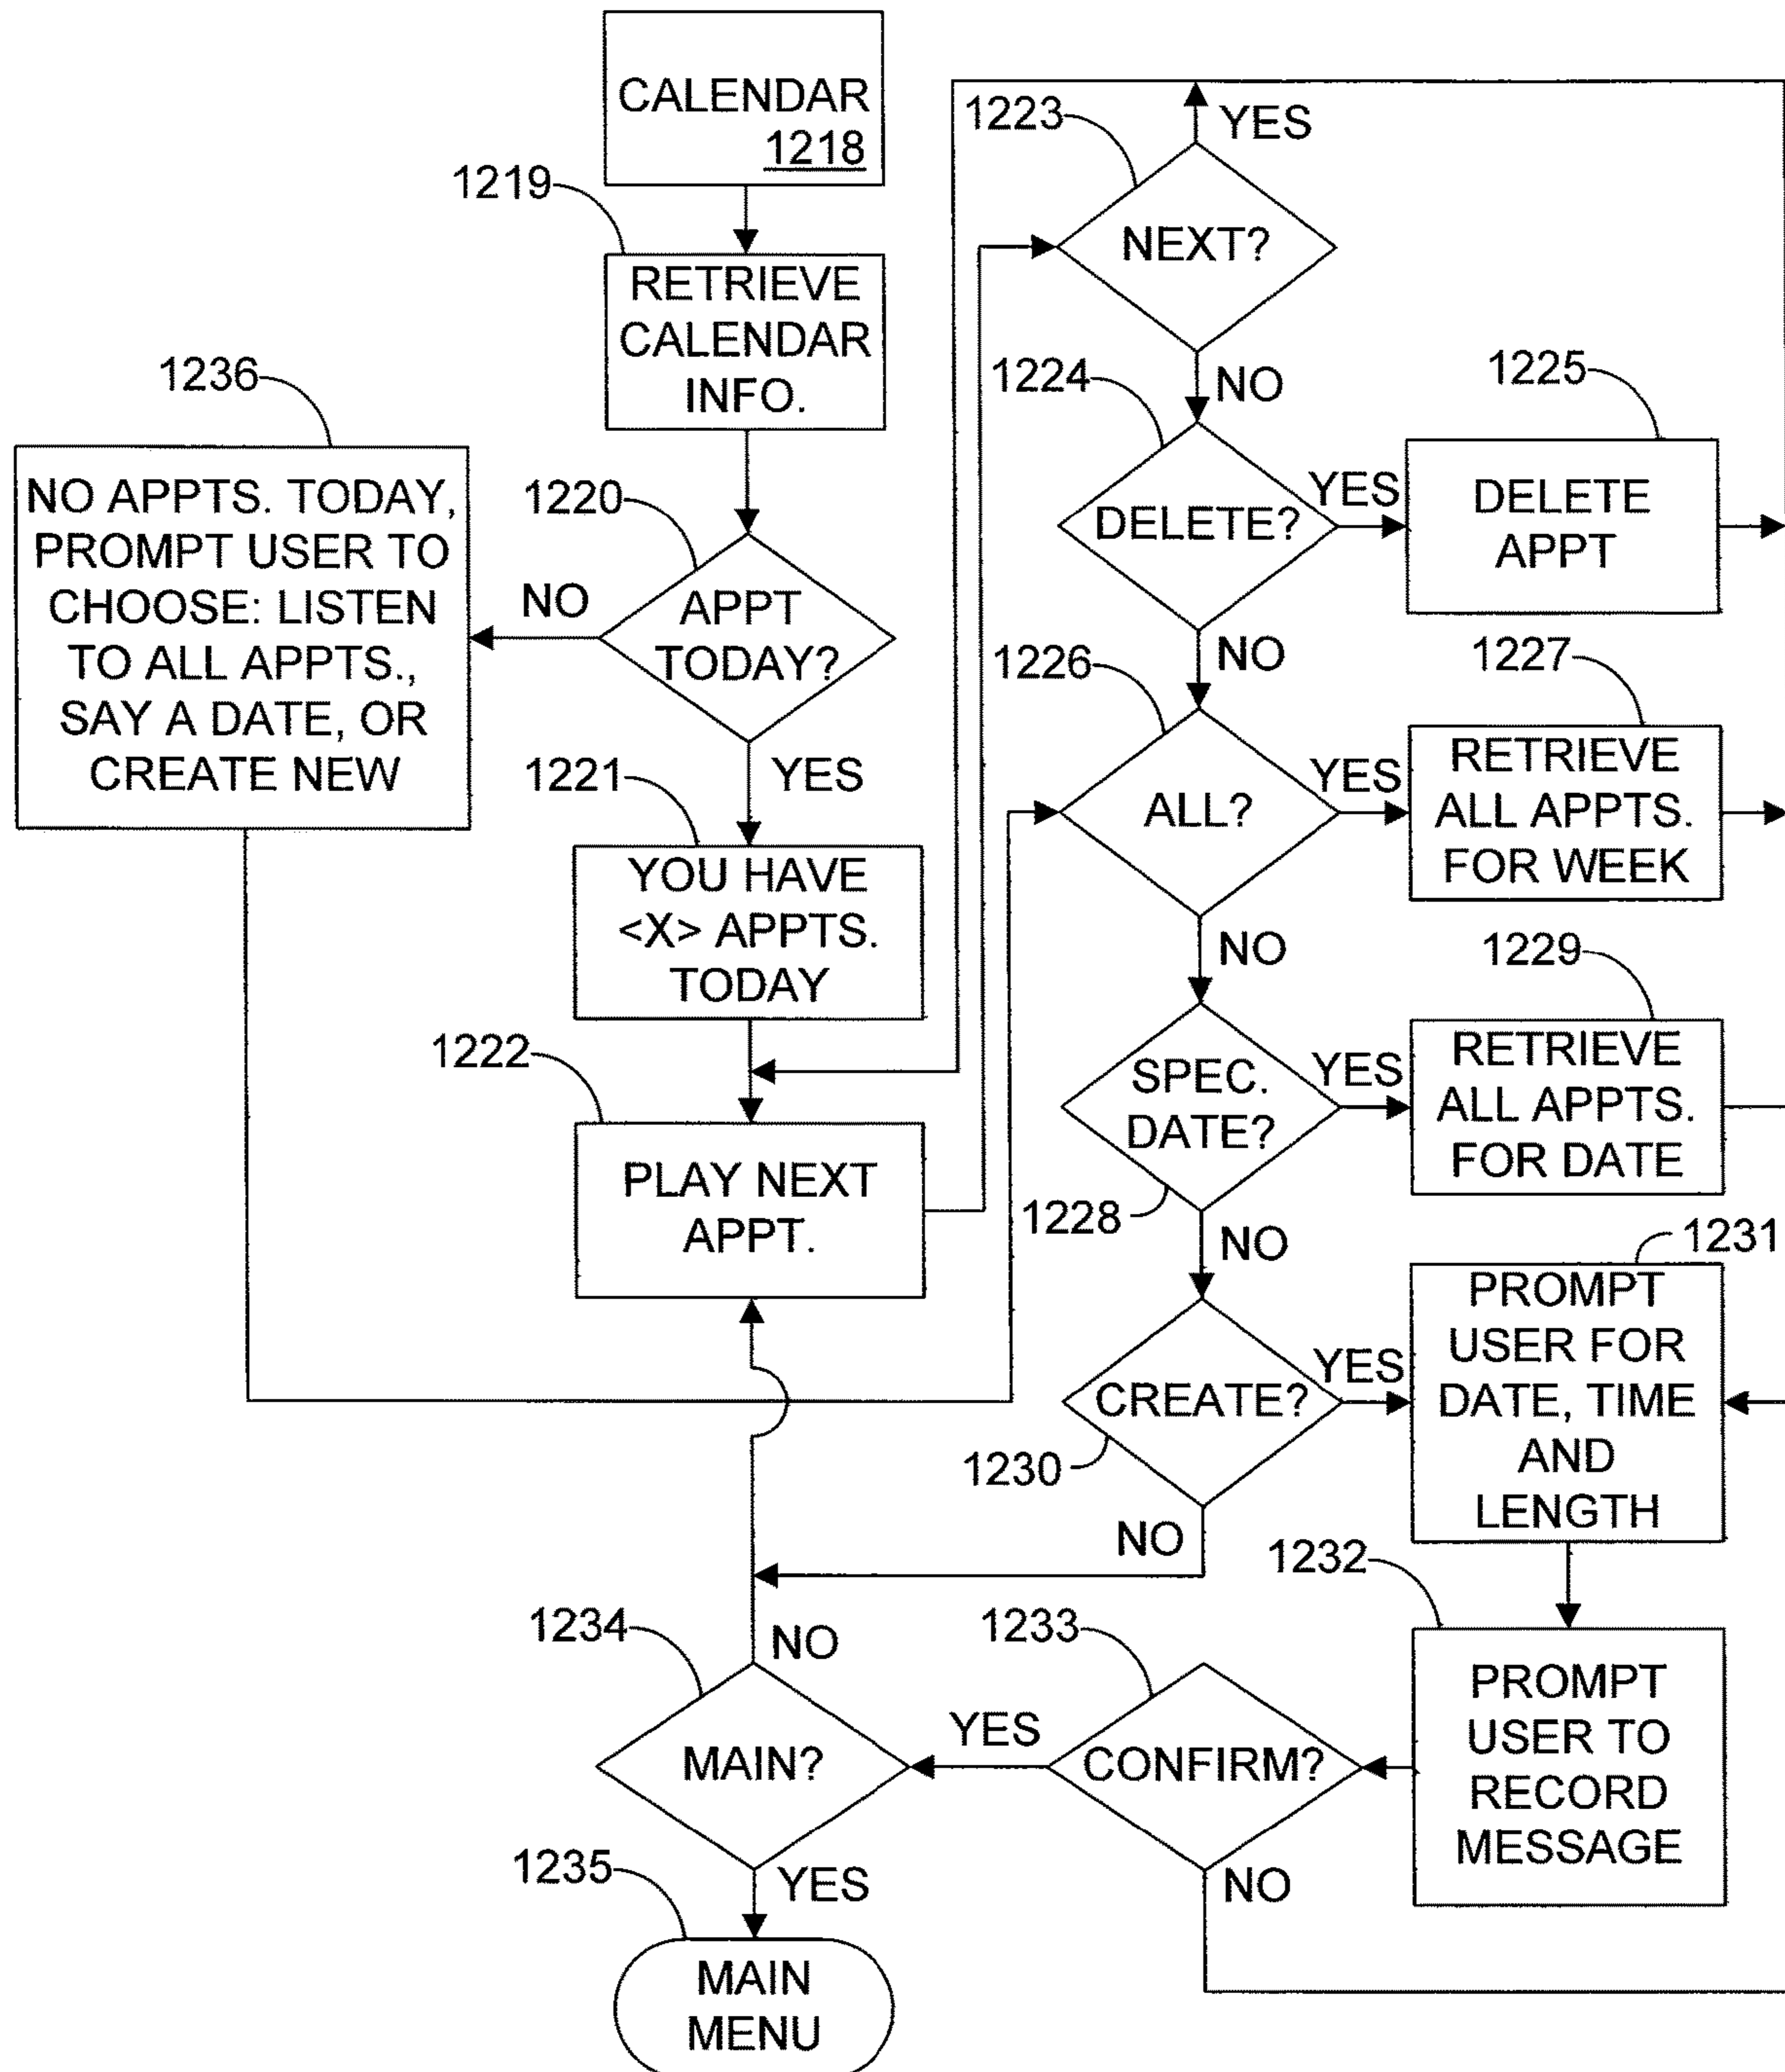 CALENDAR
1218
1219
RETRIEVE
CALENDAR
INFO.
1236
NO APPTS. TODAY,
PROMPT USER TO
CHOOSE: LISTEN
TO ALL APPTS.,
SAY A DATE, OR
CREATE NEW
1220
NO
APPT
TODAY?
YES
1221
YOU HAVE
<X> APPTS.
TODAY
1222
PLAY NEXT
APPT.
1223
YES
NEXT?
NO
1224
DELETE?
YES
1225
DELETE
APPT
NO
1226
ALL?
YES
1227
RETRIEVE
ALL APPTS.
FOR WEEK
NO
SPEC.
DATE?
1228
YES
1229
RETRIEVE
ALL APPTS.
FOR DATE
NO
CREATE?
1230
YES
1231
PROMPT
USER FOR
DATE, TIME
AND
LENGTH
NO
1232
PROMPT
USER TO
RECORD
MESSAGE
1233
CONFIRM?
YES
NO
1234
NO
MAIN?
YES
1235
MAIN
MENU